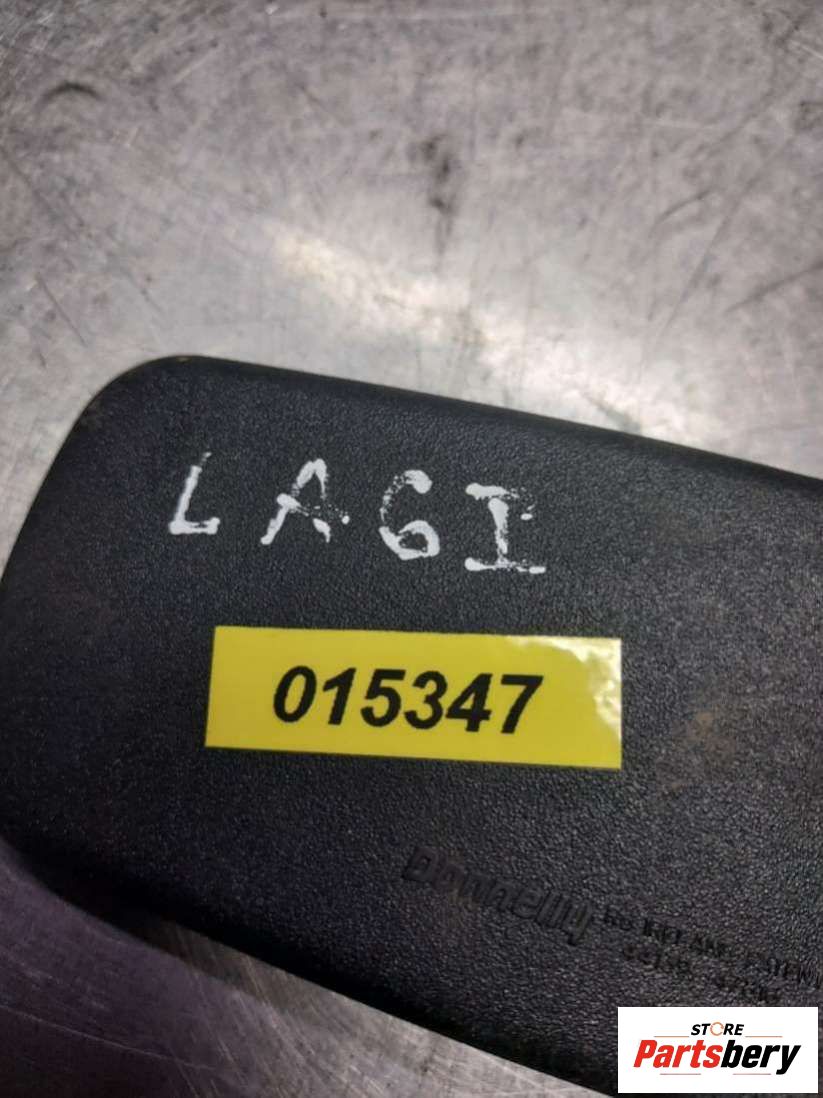 LAGI
015347
Donnelly
STORE
Partsbery